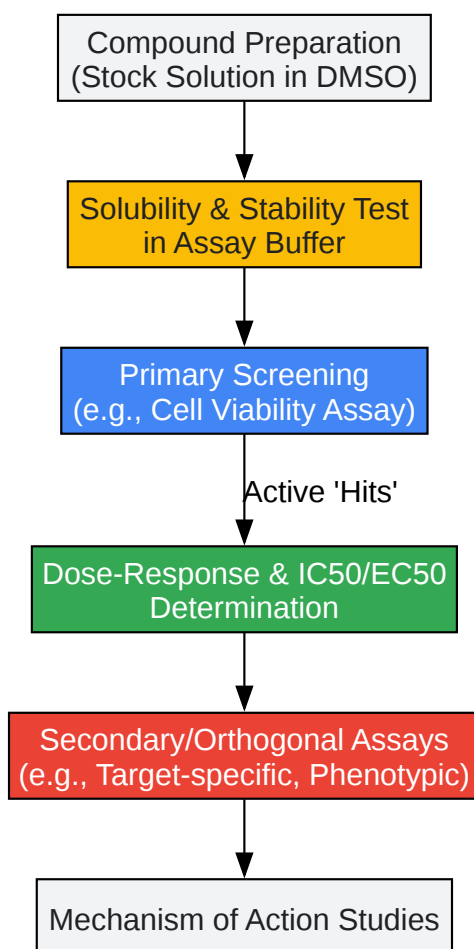 Compound Preparation
(Stock Solution in DMSO)
Solubility & Stability Test
in Assay Buffer
Primary Screening
(e.g., Cell Viability Assay)
Active 'Hits'
Dose-Response & IC50/EC50
Determination
Secondary/Orthogonal Assays
(e.g., Target-specific, Phenotypic)
Mechanism of Action Studies